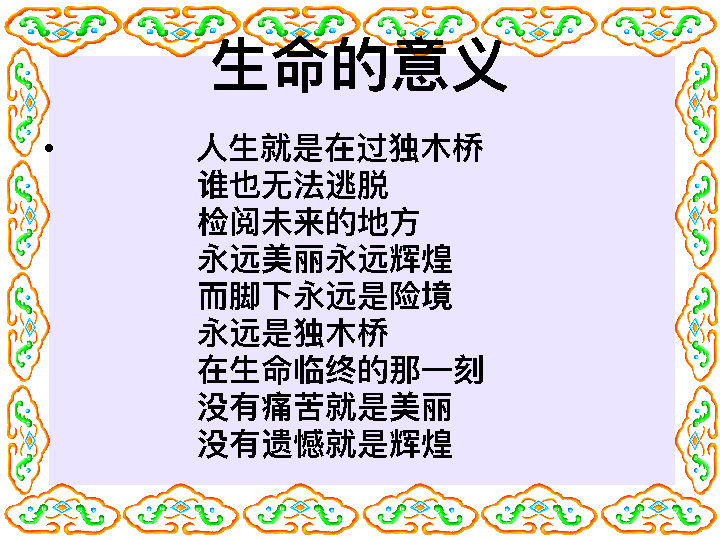 生命的意义
• 人生就是在过独木桥
谁也无法逃脱
检阅未来的地方
永远美丽永远辉煌
而脚下永远是险境
永远是独木桥
在生命临终的那一刻
没有痛苦就是美丽
没有遗憾就是辉煌